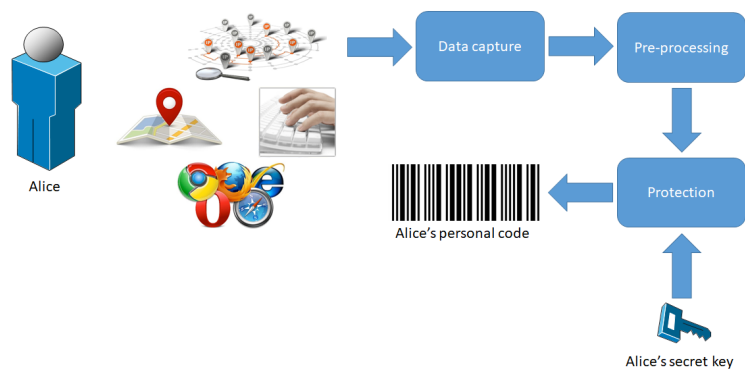 Data capture
Pre-processing
Alice
Protection
Alice's personal code
Alice's secret key